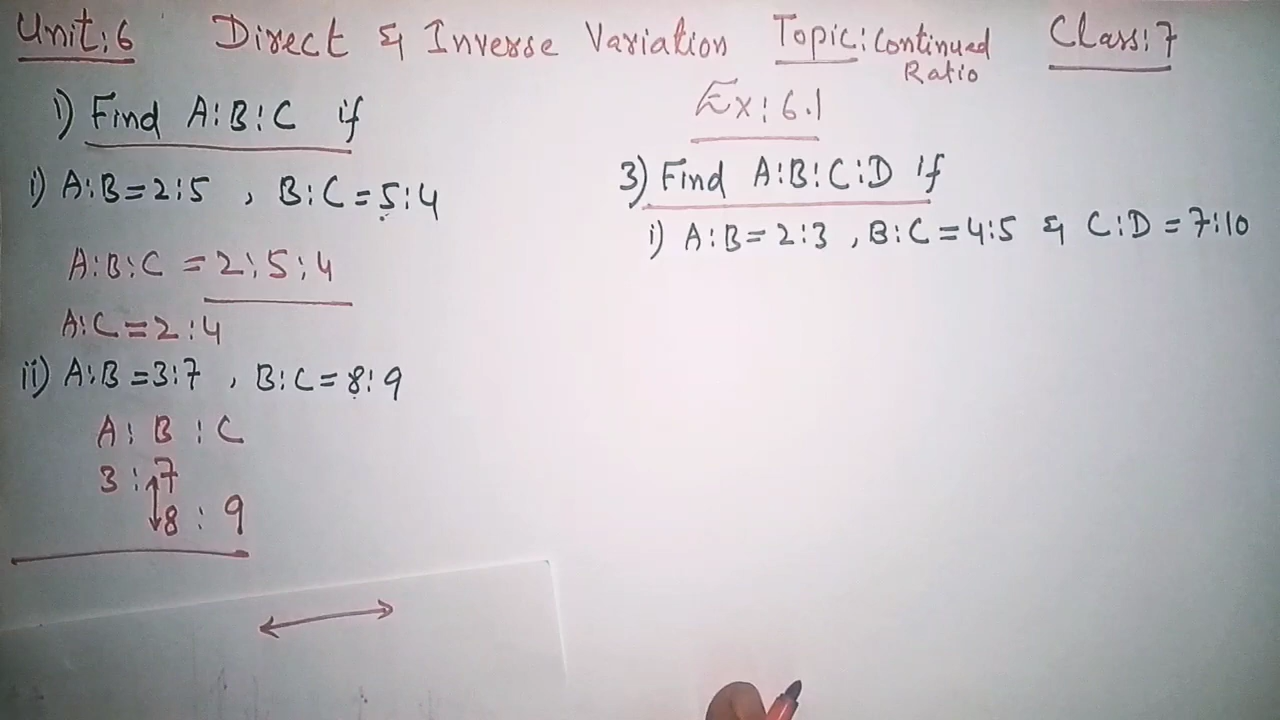 Unit:6 Direct & Inverse Variation Topic: Continued Ratio Class:7
1) Find A:B:C if
i) A:B=2:5 , B:C=5:4
A:B:C = 2:5:4
A:C=2:4
ii) A:B=3:7 , B:C=8:9
A: B :C
3:7
8:9
Ex:6.1
3) Find A:B:C:D if
i) A:B=2:3 , B:C=4:5 & C:D=7:10